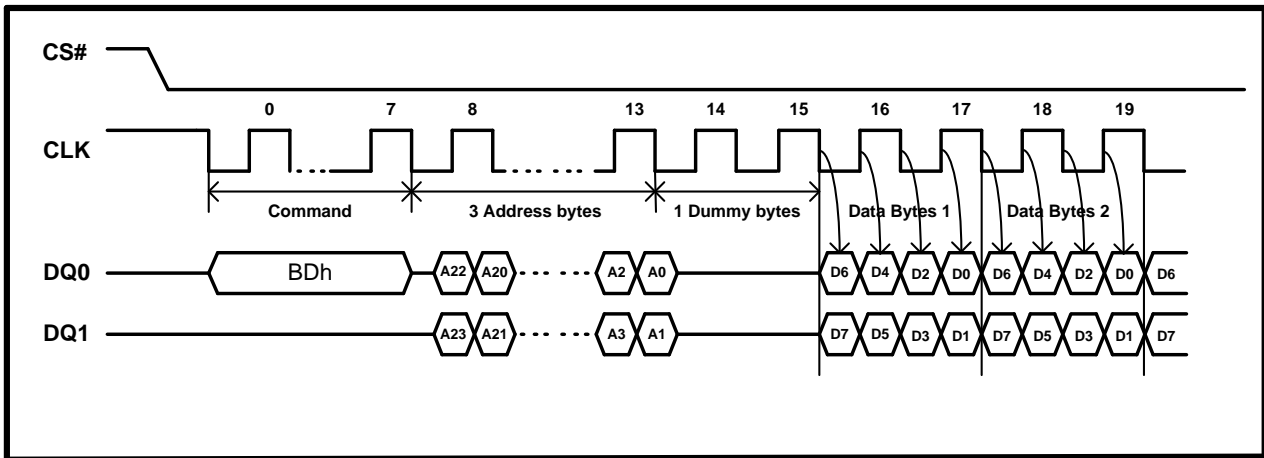 CS#
0 7 8 13 14 15 16 17 18 19
CLK
Command 3 Address bytes 1 Dummy bytes Data Bytes 1 Data Bytes 2
DQ0 BDh A22 A20 A2 A0 D6 D4 D2 D0 D6 D4 D2 D0 D6
DQ1 A23 A21 A3 A1 D7 D5 D3 D1 D7 D5 D3 D1 D7